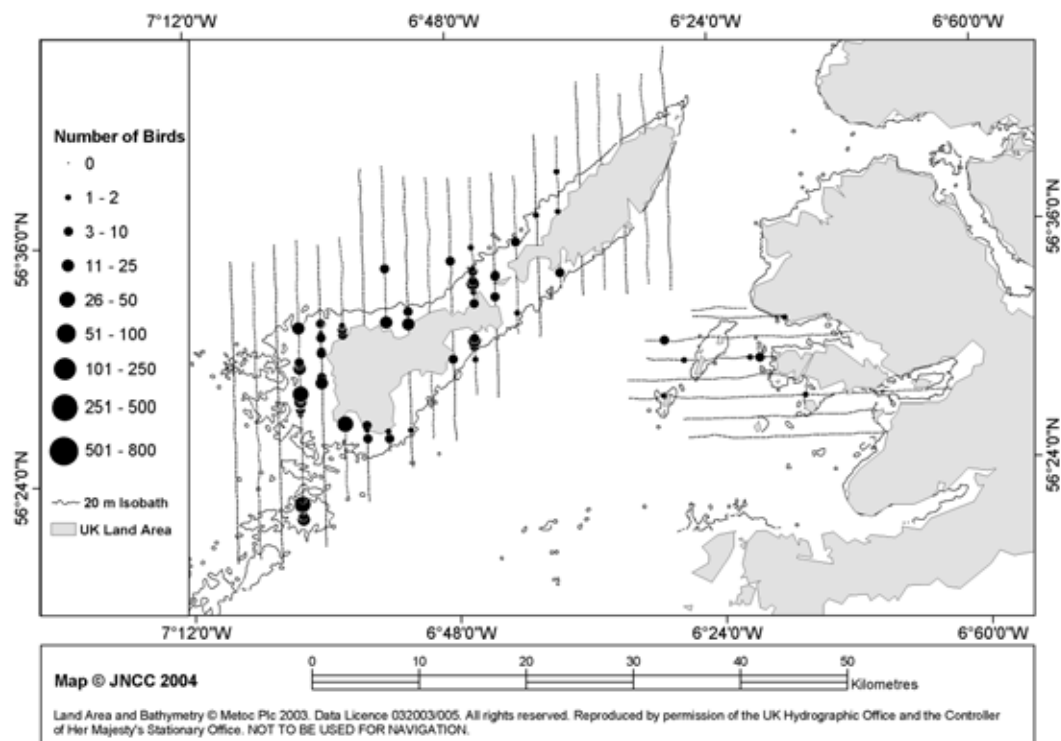 7°12'0"W 6°48'0"W 6°24'0"W 6°60'0"W
Number of Birds
0
1 - 2
3 - 10
11 - 25
26 - 50
51 - 100
101 - 250
251 - 500
501 - 800
20 m Isobath
UK Land Area
56°36'0"N
56°24'0"N
56°36'0"N
56°24'0"N
7°12'0"W 6°48'0"W 6°24'0"W 6°60'0"W
Map © JNCC 2004
0 10 20 30 40 50
Kilometres
Land Area and Bathymetry © Metoc Plc 2003. Data Licence 032003/005. All rights reserved. Reproduced by permission of the UK Hydrographic Office and the Controller
of Her Majesty's Stationary Office. NOT TO BE USED FOR NAVIGATION.